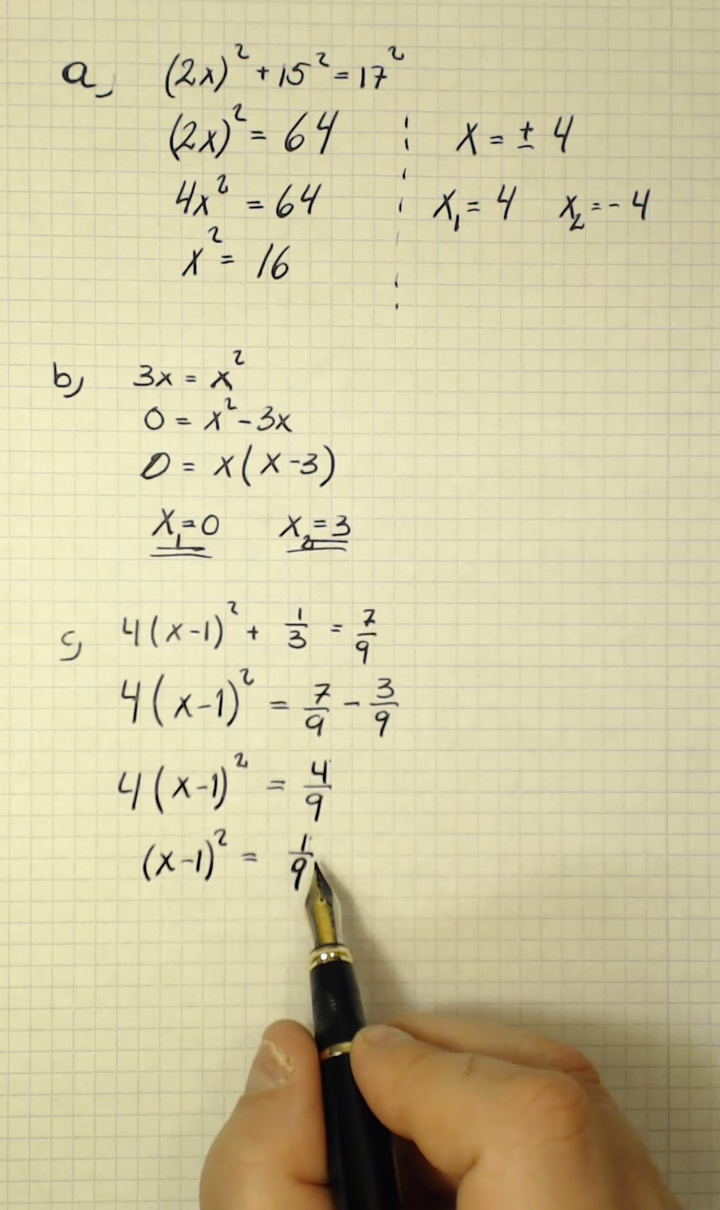 a, (2x)² + 15² = 17²
(2x)² = 64
4x² = 64
x² = 16
x = ± 4
x₁ = 4 x₂ = - 4
b) 3x = x²
0 = x² - 3x
0 = x(x-3)
x₁ = 0 x₂ = 3
c) 4(x-1)² + 1/3 = 7/9
4(x-1)² = 7/9 - 3/9
4(x-1)² = 4/9
(x-1)² = 1/9